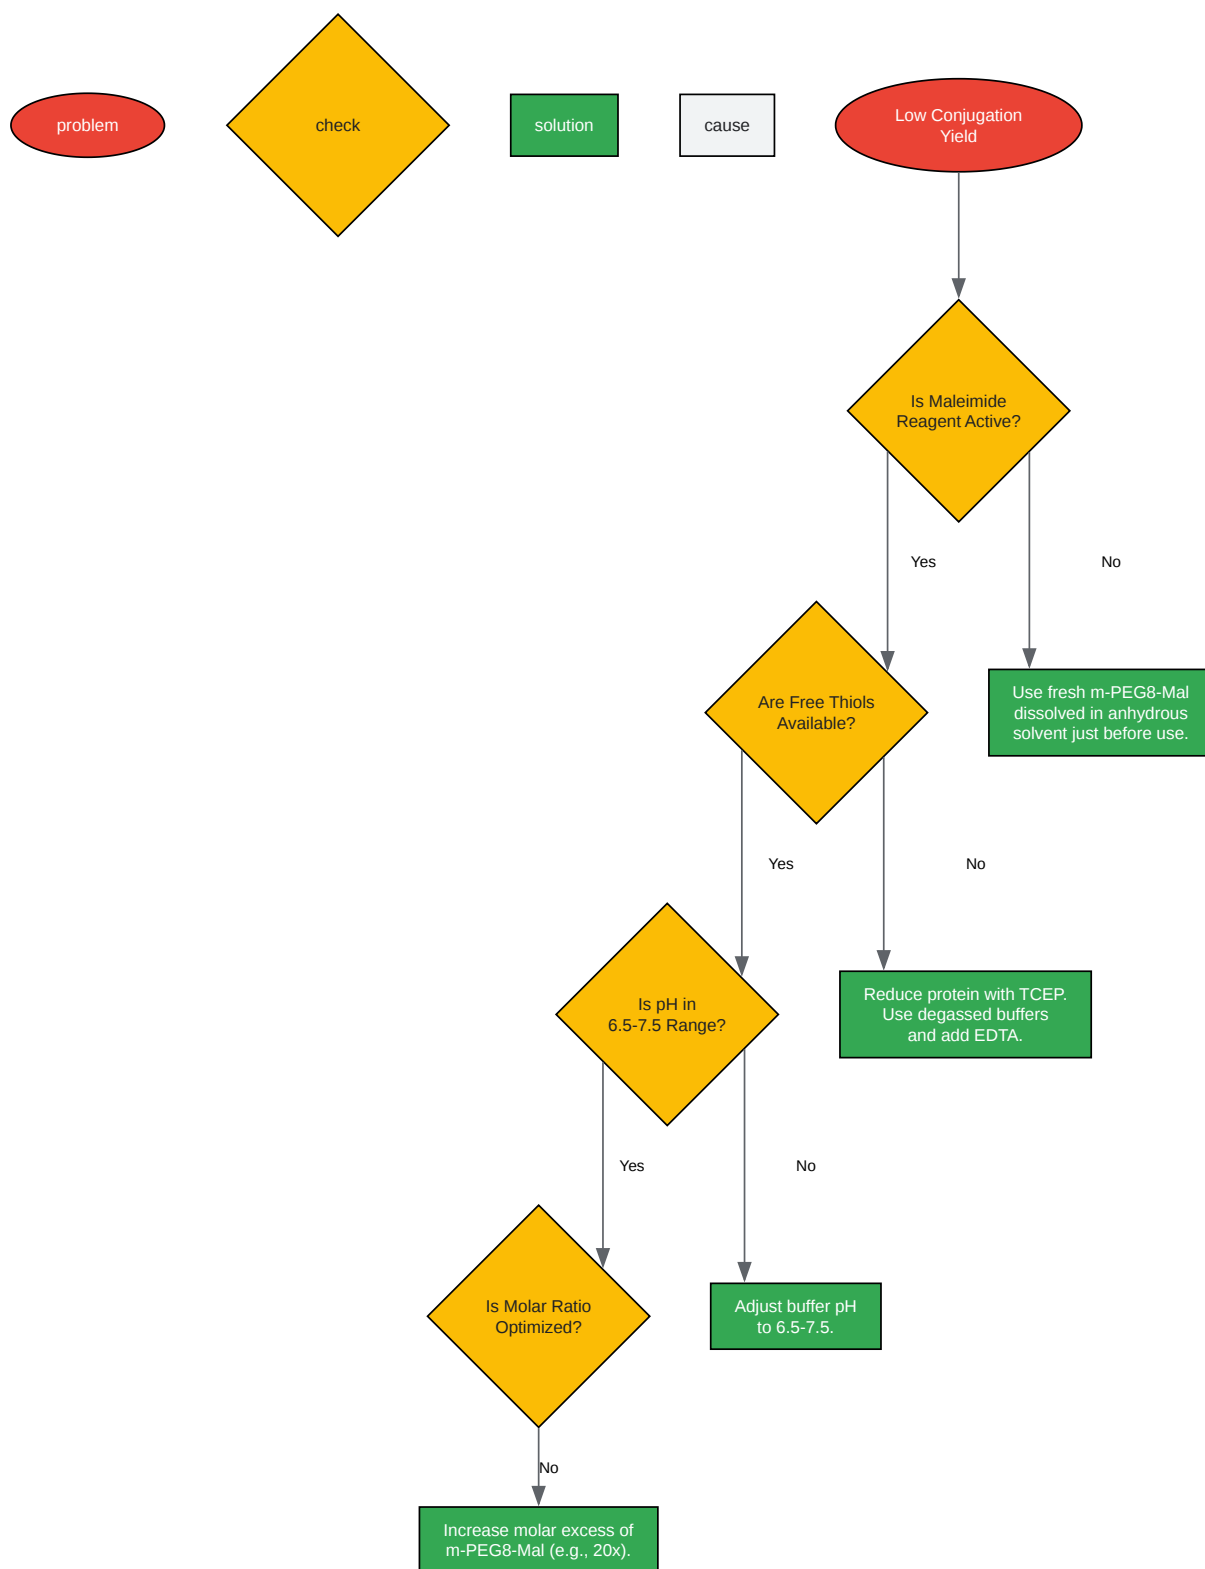 problem
check
solution
cause
Low Conjugation
Yield
Is Maleimide
Reagent Active?
Yes
No
Are Free Thiols
Available?
Use fresh m-PEG8-Mal
dissolved in anhydrous
solvent just before use.
Yes
No
Is pH in
6.5-7.5 Range?
Reduce protein with TCEP.
Use degassed buffers
and add EDTA.
Yes
No
Is Molar Ratio
Optimized?
Adjust buffer pH
to 6.5-7.5.
No
Increase molar excess of
m-PEG8-Mal (e.g., 20x).